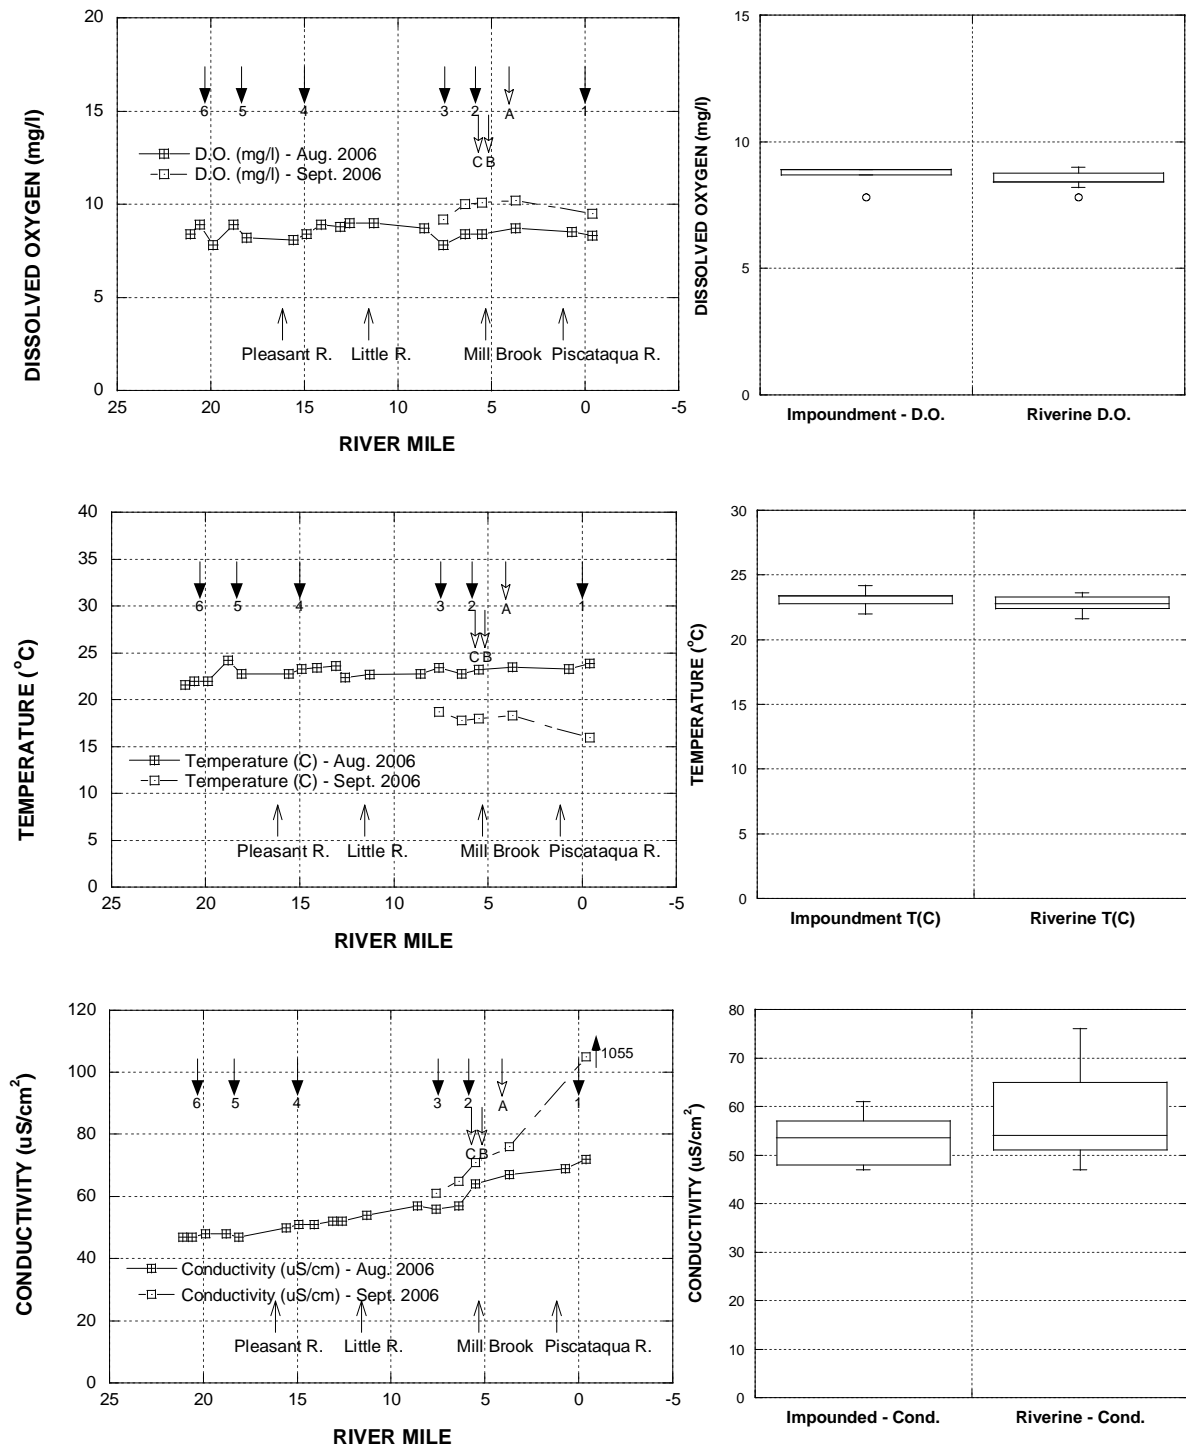 20
15
10
5
0
DISSOLVED OXYGEN (mg/l)
6 5 4 3 2 A 1
C B
D.O. (mg/l) - Aug. 2006
D.O. (mg/l) - Sept. 2006
Pleasant R. Little R. Mill Brook Piscataqua R.
25 20 15 10 5 0 -5
RIVER MILE
15
10
5
0
DISSOLVED OXYGEN (mg/l)
Impoundment - D.O. Riverine D.O.
40
35
30
25
20
15
10
5
0
TEMPERATURE (°C)
6 5 4 3 2 A 1
C B
Temperature (C) - Aug. 2006
Temperature (C) - Sept. 2006
Pleasant R. Little R. Mill Brook Piscataqua R.
25 20 15 10 5 0 -5
RIVER MILE
30
25
20
15
10
5
0
TEMPERATURE (°C)
Impoundment T(C) Riverine T(C)
120
100
80
60
40
20
0
CONDUCTIVITY (uS/cm²)
1055
6 5 4 3 2 A 1
C B
Conductivity (uS/cm) - Aug. 2006
Conductivity (uS/cm) - Sept. 2006
Pleasant R. Little R. Mill Brook Piscataqua R.
25 20 15 10 5 0 -5
RIVER MILE
80
70
60
50
40
30
20
10
0
CONDUCTIVITY (uS/cm²)
Impounded - Cond. Riverine - Cond.